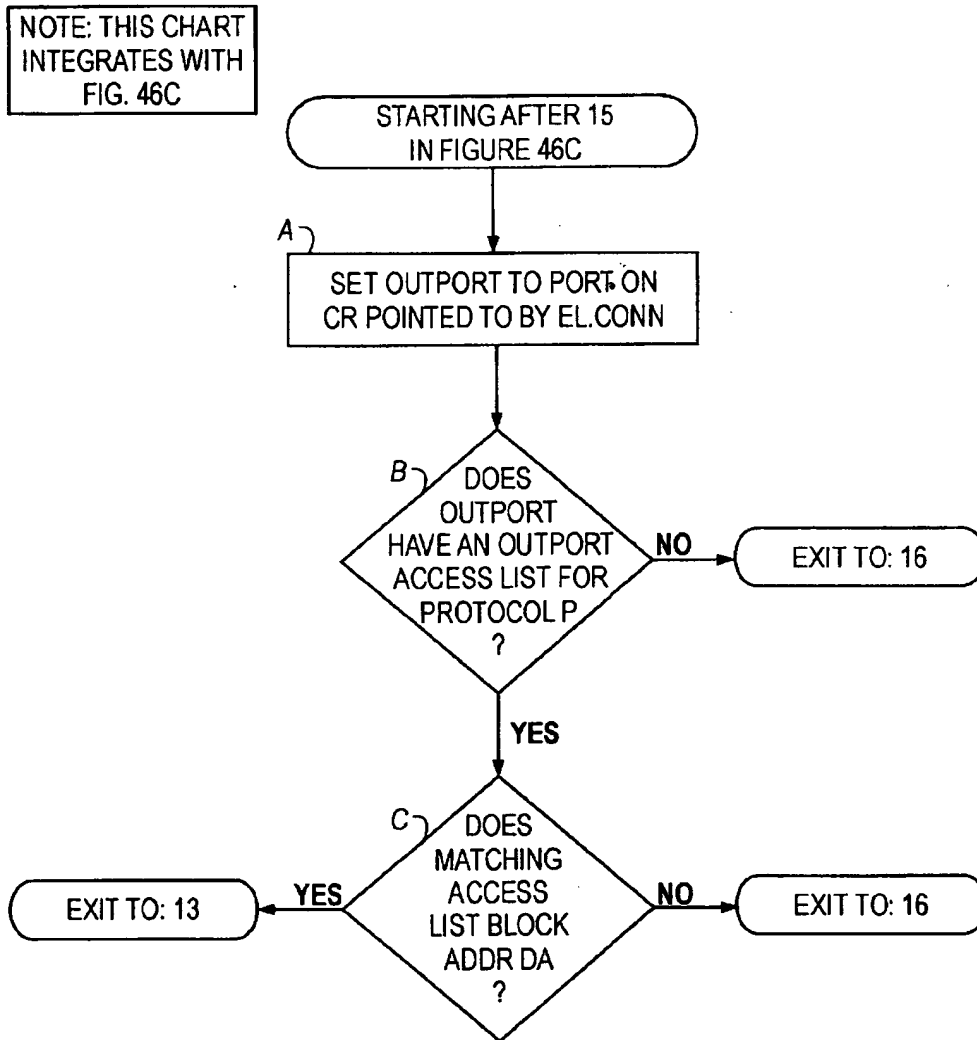 NOTE: THIS CHART
INTEGRATES WITH
FIG. 46C
STARTING AFTER 15
IN FIGURE 46C
A
SET OUTPORT TO PORT ON
CR POINTED TO BY EL.CONN
B
DOES
OUTPORT
HAVE AN OUTPORT
ACCESS LIST FOR
PROTOCOL P
?
NO
EXIT TO: 16
YES
C
DOES
MATCHING
ACCESS
LIST BLOCK
ADDR DA
?
YES
EXIT TO: 13
NO
EXIT TO: 16